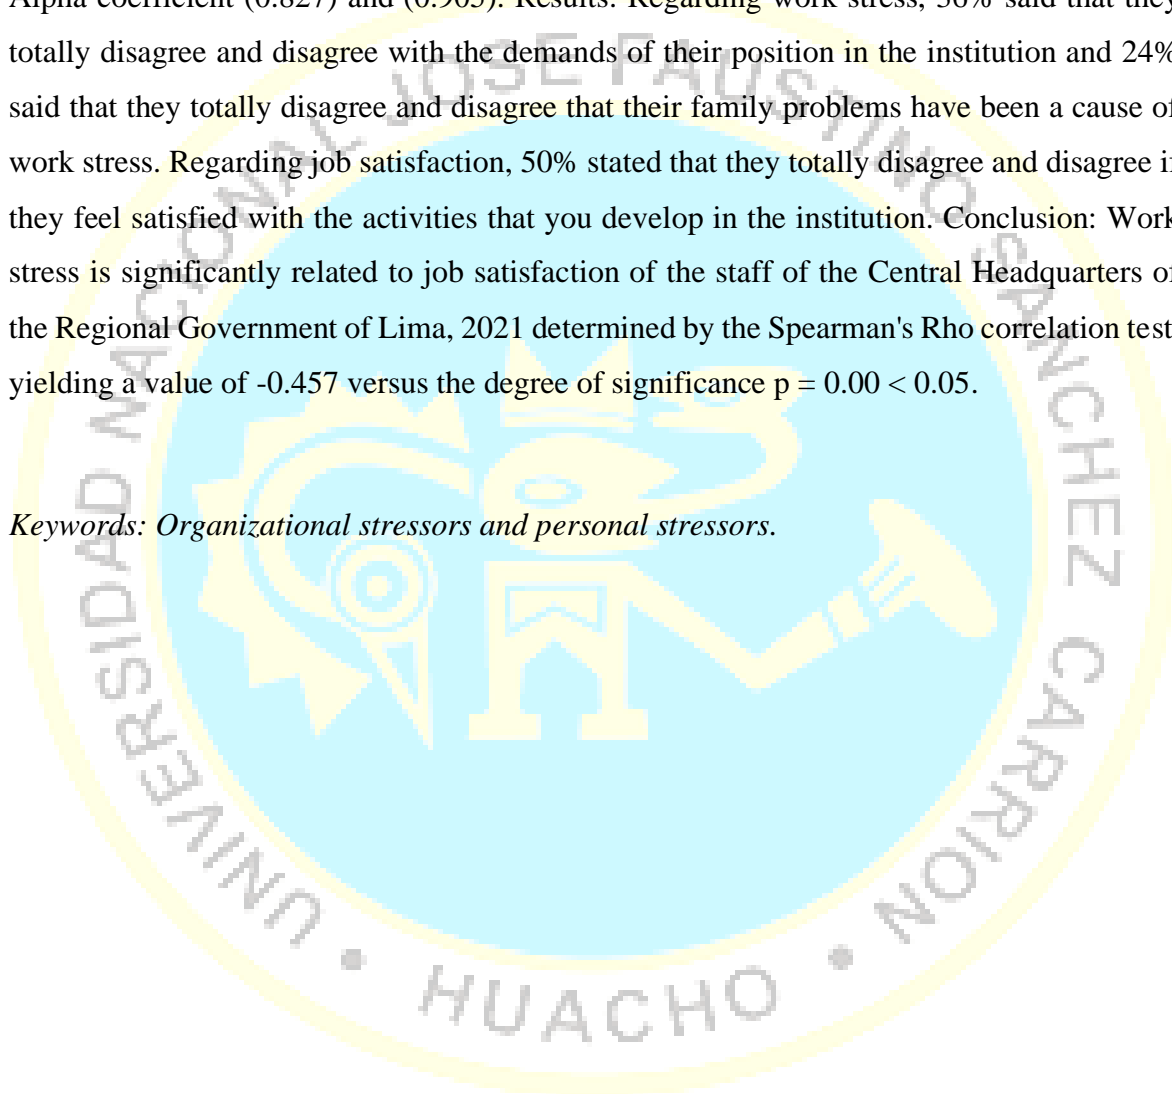 Alpha coefficient (0.827) and Results: Regarding work stress, said that they
totally disagree and disagree with the demands of their position in the institution and 24%
said that they totally disagree and disagree that their family problems have been a cause of
work stress. Regarding job satisfaction, 50% stated that they totally disagree and disagree if
they feel satisfied with the activities that you develop in the institution. Conclusion: Work
stress is significantly related to job satisfaction of the staff of the Central Headquarters of
the Regional Government of Lima, 2021 determined by the Spearman's Rho correlation test
yielding a value of -0.457 versus the degree of significance p = 0.00 < 0.05.
Keywords: Organizational stressors and personal stressors.
UNIVERSIDAD NACIONAL JOSE FAUSTINO SANCHEZ CARRION
• HUACHO •